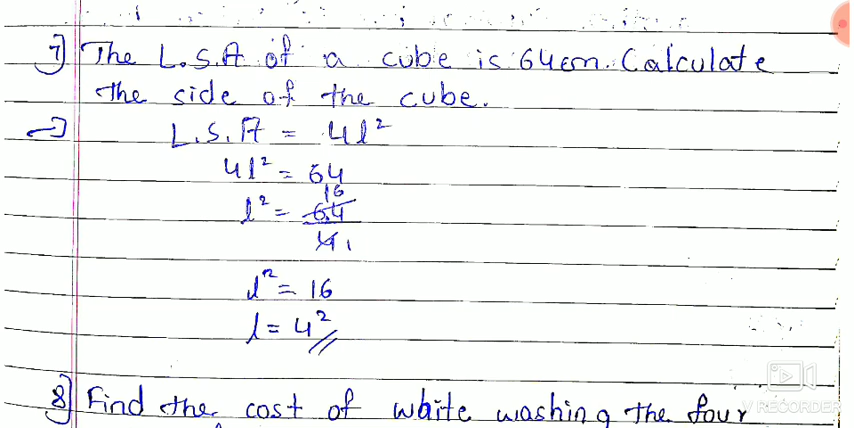 7] The L.S.A of a cube is 64cm. Calculate
the side of the cube.
→] L.S.A = 4l²
4l² = 64
16
l² = 64
4 1
l² = 16
l = 4²
8] Find the cost of white washing the four
V RECORDER